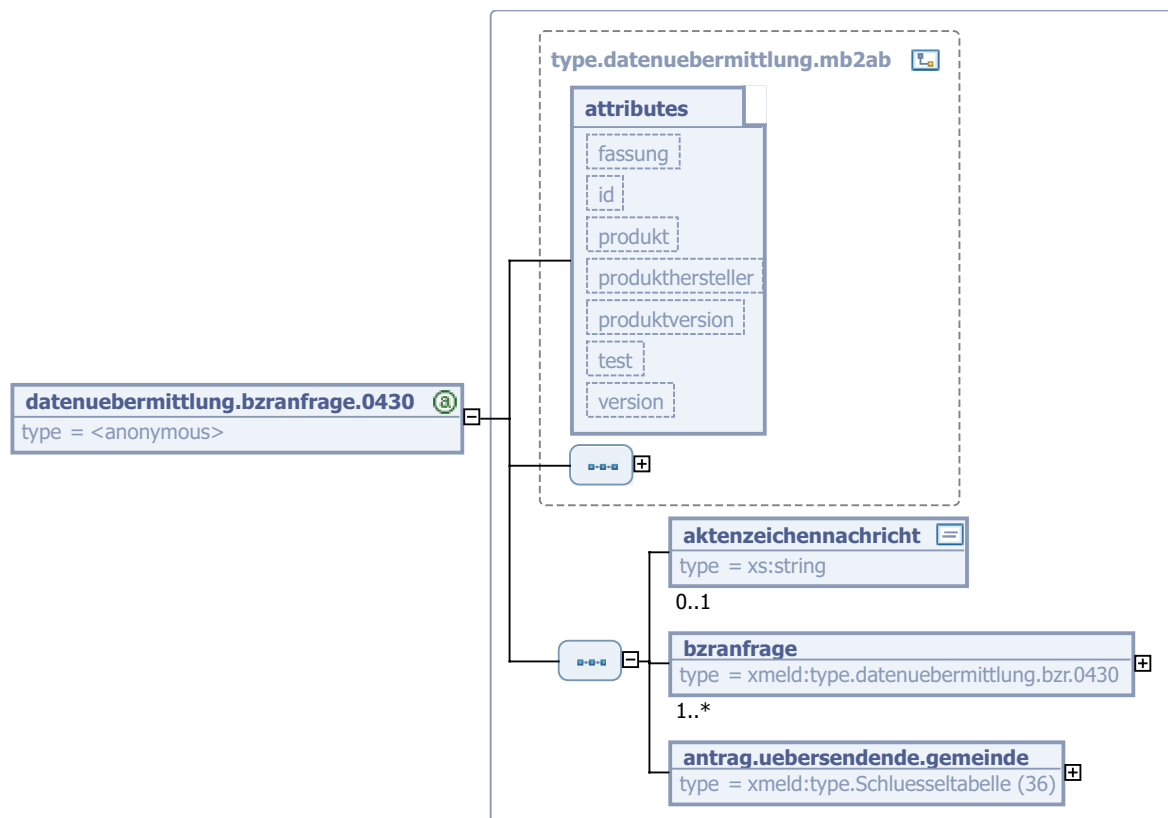 type.datenuebermittlung.mb2ab
attributes
fassung
id
produkt
produkthersteller
produktversion
test
version
datenuebermittlung.bzranfrage.0430
type = <anonymous>
aktenzeichennachricht
type = xs:string
0..1
bzranfrage
type = xmeld:type.datenuebermittlung.bzr.0430
1..*
antrag.uebersendende.gemeinde
type = xmeld:type.Schluesseltabelle (36)